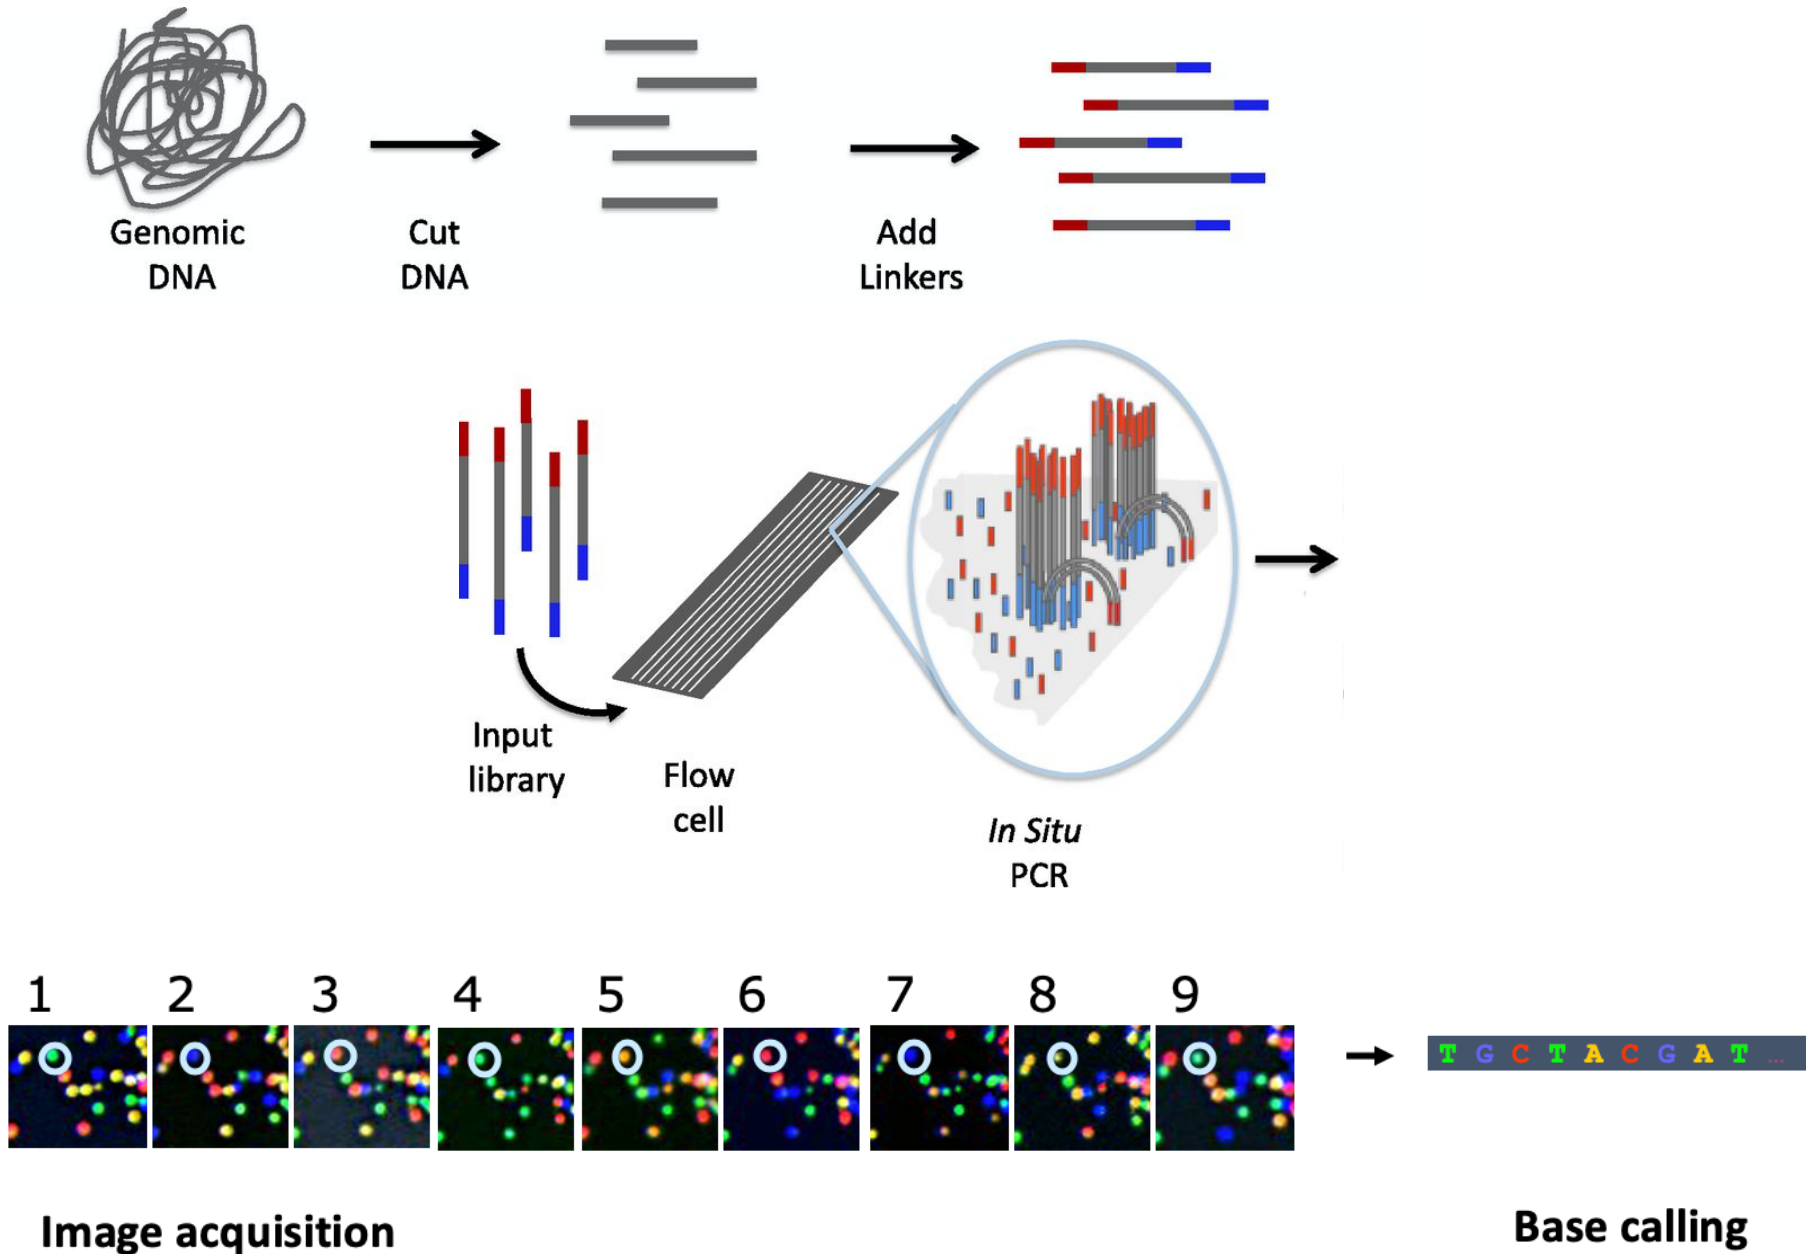 Genomic
DNA
Cut
DNA
Add
Linkers
Input
library
Flow
cell
In Situ
PCR
1 2 3 4 5 6 7 8 9
T G C T A C G A T ...
Image acquisition
Base calling